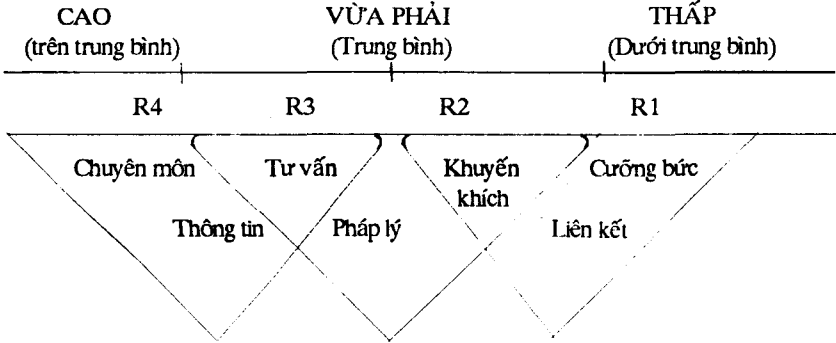 CAO VỪA PHẢI THẤP
(trên trung bình) (Trung bình) (Dưới trung bình)
R4 R3 R2 R1
Chuyên môn Tư vấn Khuyến khích Cưỡng bức
Thông tin Pháp lý Liên kết